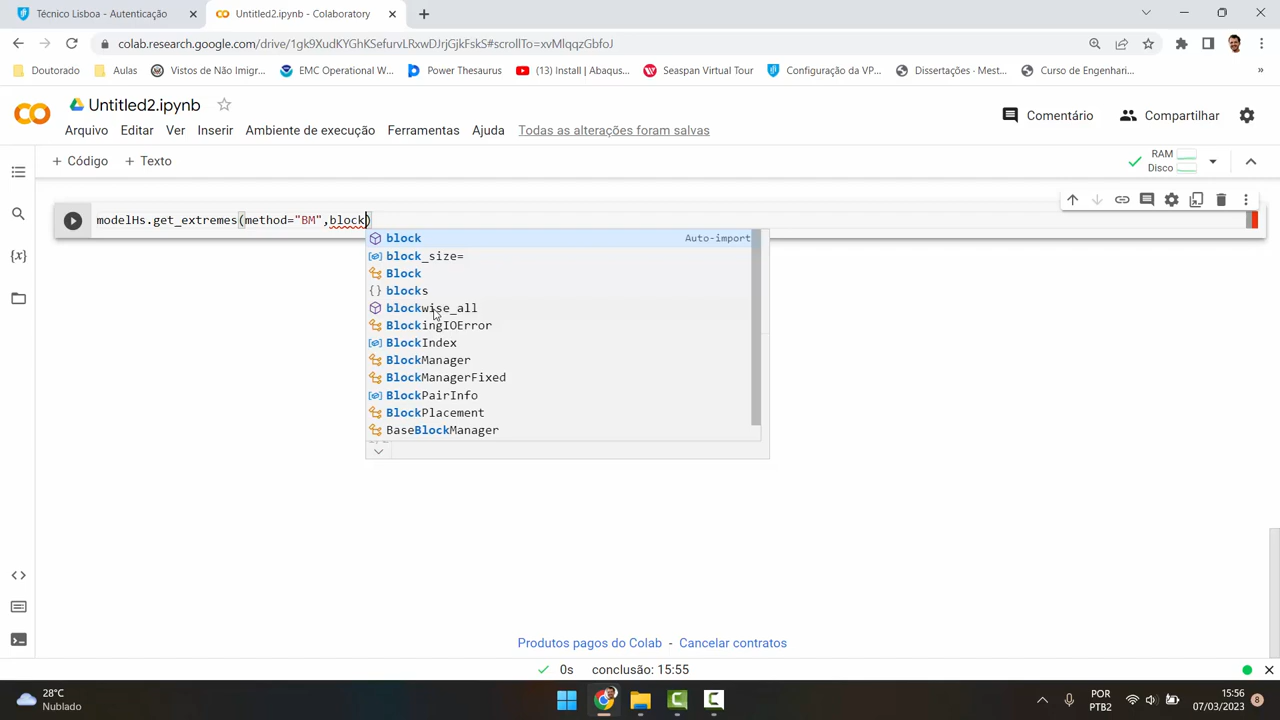 Técnico Lisboa - Autenticação
Untitled2.ipynb - Colaboratory
colab.research.google.com/drive/1gk9XudKYGhKSefurvLRxwDJrjGjkFskS#scrollTo=xvMlqqzGbfoJ
Doutorado
Aulas
Vistos de Não Imigr...
EMC Operational W...
Power Thesaurus
(13) Install | Abaqus...
Seaspan Virtual Tour
Configuração da VP...
Dissertações · Mest...
Curso de Engenhari...
»
CO
Untitled2.ipynb
Comentário
Compartilhar
Arquivo Editar Ver Inserir Ambiente de execução Ferramentas Ajuda Todas as alterações foram salvas
+ Código + Texto
RAM
Disco
{x}
modelHs.get_extremes(method="BM",block)
block Auto-import
block_size=
Block
{} blocks
blockwise_all
BlockingIOError
BlockIndex
BlockManager
BlockManagerFixed
BlockPairInfo
BlockPlacement
BaseBlockManager
Produtos pagos do Colab - Cancelar contratos
0s conclusão: 15:55
28°C
Nublado
POR
PTB2
15:56
07/03/2023
8